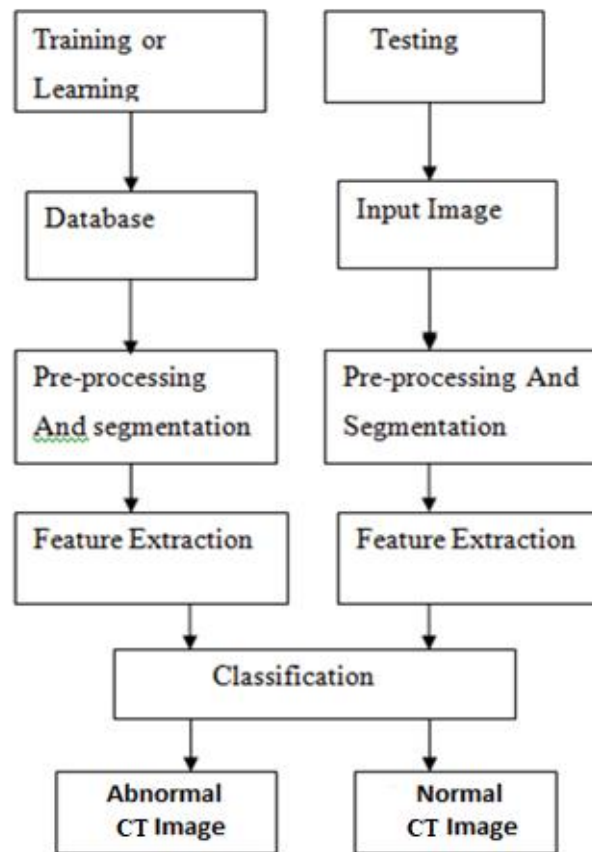 Training or
Learning
Testing
Database
Input Image
Pre-processing
And segmentation
Pre-processing And
Segmentation
Feature Extraction
Feature Extraction
Classification
Abnormal
CT Image
Normal
CT Image